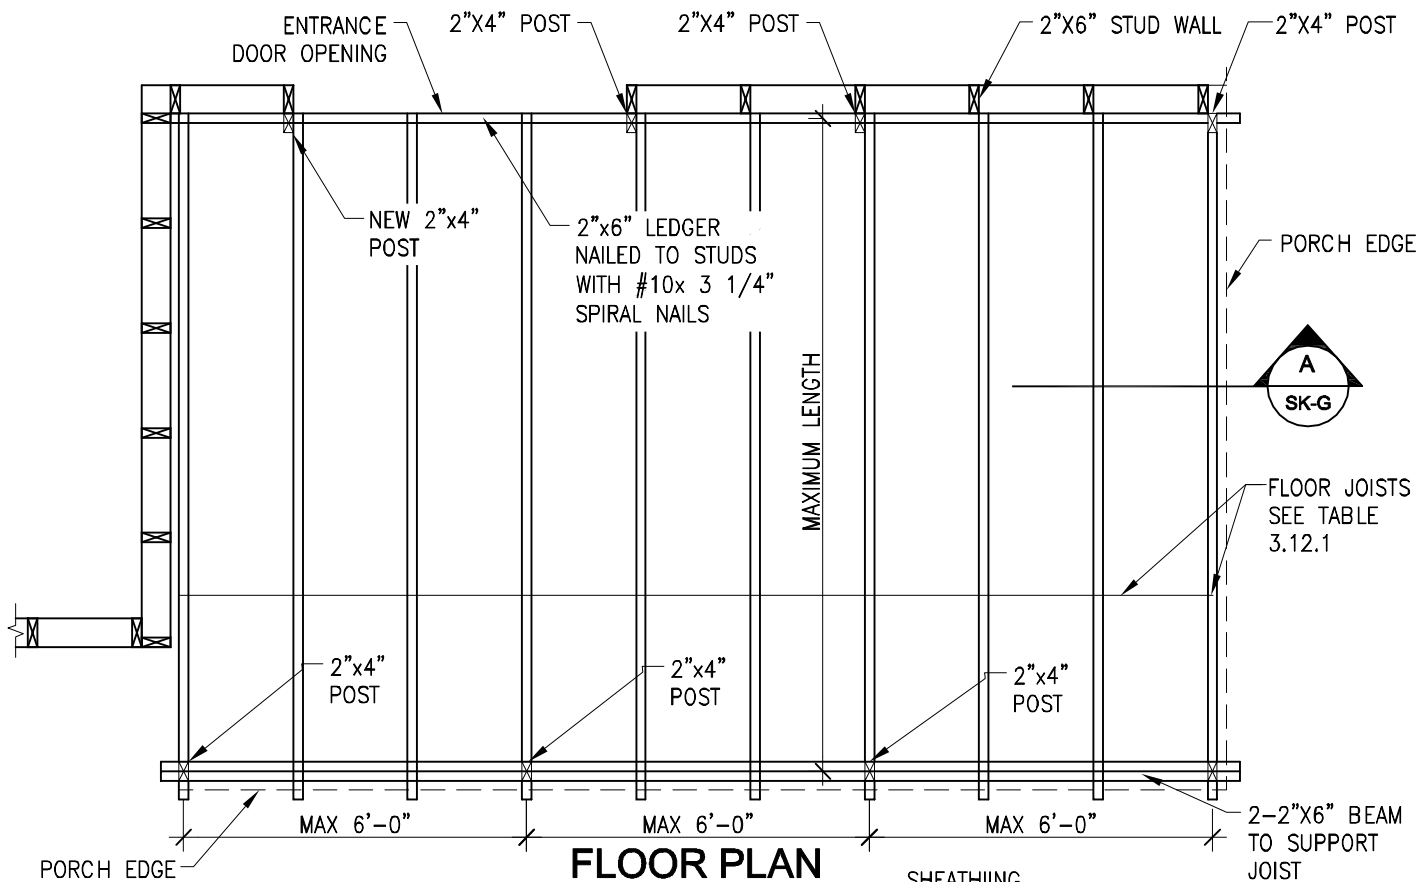 ENTRANCE
DOOR OPENING
2"X4" POST
2"X4" POST
2"X6" STUD WALL
2"X4" POST
NEW 2"x4"
POST
2"x6" LEDGER
NAILED TO STUDS
WITH #10x 3 1/4"
SPIRAL NAILS
PORCH EDGE
MAXIMUM LENGTH
A
SK-G
FLOOR JOISTS
SEE TABLE
3.12.1
2"x4"
POST
2"x4"
POST
2"x4"
POST
MAX 6'-0"
MAX 6'-0"
MAX 6'-0"
2-2"X6" BEAM
TO SUPPORT
JOIST
PORCH EDGE
FLOOR PLAN
SHEATHIING